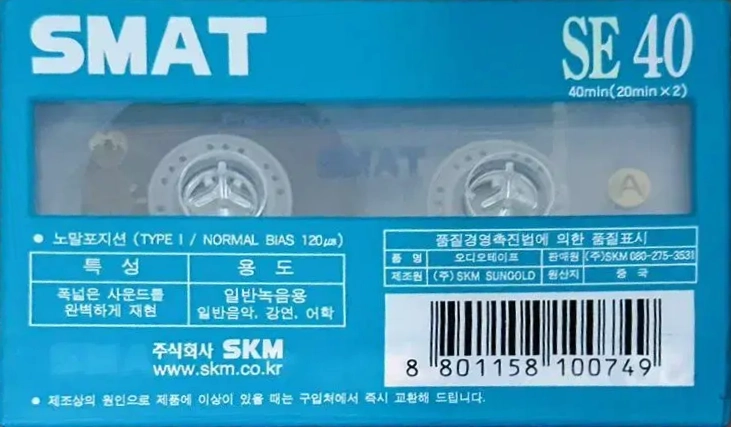 SMAT
SE 40
40min(20min×2)
SMAT
A
• 노말포지션 (TYPE I / NORMAL BIAS 120㎲)
특 성 용 도
폭넓은 사운드를 완벽하게 재현
일반녹음용
일반음악, 강연, 어학
품질경영촉진법에 의한 품질표시
품 명 오디오테이프 판매원 (주)SKM 080-275-3531
제조원 (주) SKM SUNGOLD 원산지 중 국
주식회사 SKM
www.skm.co.kr
8 801158 100749
• 제조상의 원인으로 제품에 이상이 있을 때는 구입처에서 즉시 교환해 드립니다.